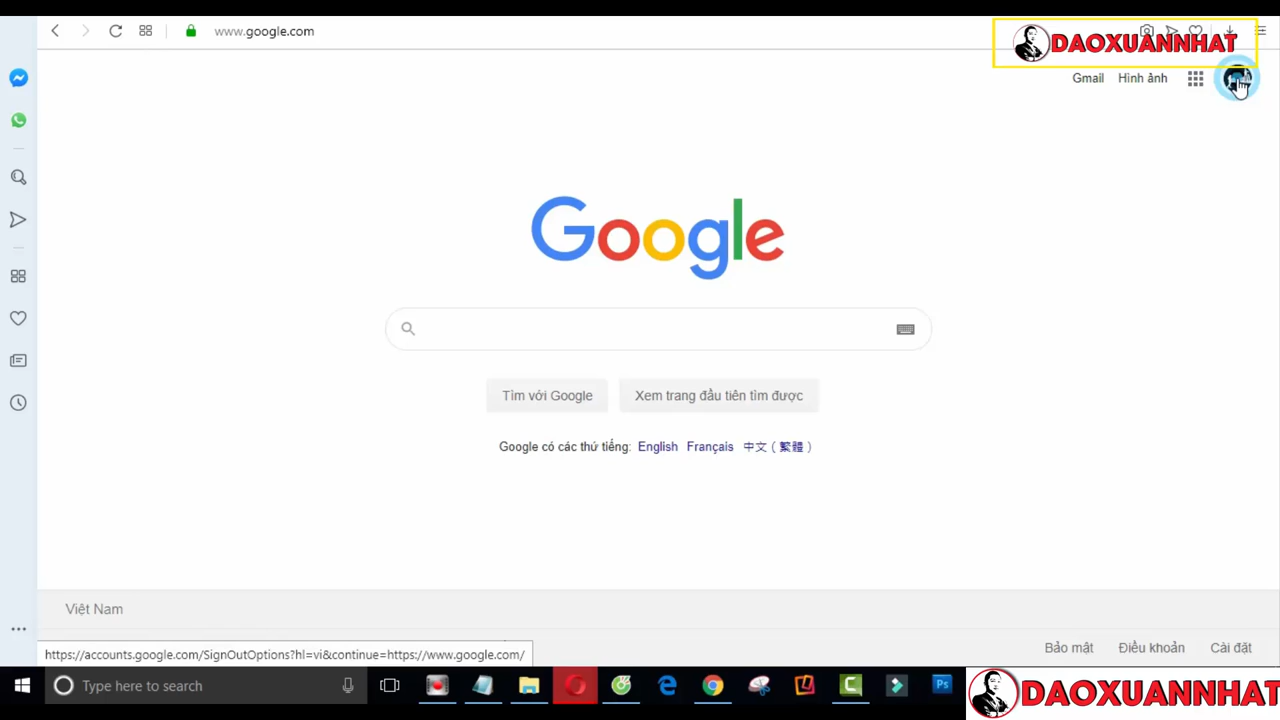 www.google.com
DAOXUANNHAT
Gmail
Hình ảnh
Google
Tìm với Google
Xem trang đầu tiên tìm được
Google có các thứ tiếng: English Français 中文 ( 繁體 )
Việt Nam
https://accounts.google.com/SignOutOptions?hl=vi&continue=https://www.google.com/
Bảo mật
Điều khoản
Cài đặt
Type here to search
Ps
DAOXUANNHAT